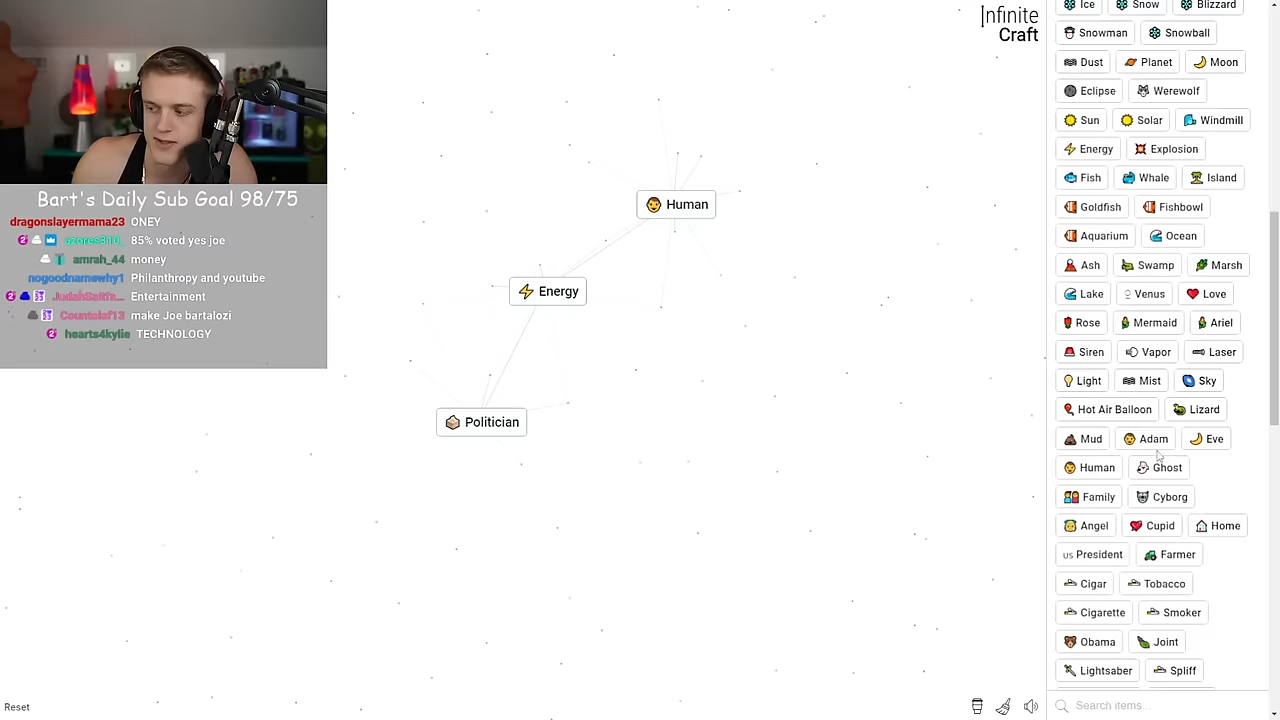 Infinite
Craft
Bart's Daily Sub Goal 98/75
dragonslayermama23 ONEY
85% voted yes joe
amrah_44 money
nogoodnamewhy1 Philanthropy and youtube
Entertainment
make Joe bartalozi
hearts4kylie TECHNOLOGY
Human
Energy
Politician
Ice Snow Blizzard
Snowman Snowball
Dust Planet Moon
Eclipse Werewolf
Sun Solar Windmill
Energy Explosion
Fish Whale Island
Goldfish Fishbowl
Aquarium Ocean
Ash Swamp Marsh
Lake Venus Love
Rose Mermaid Ariel
Siren Vapor Laser
Light Mist Sky
Hot Air Balloon Lizard
Mud Adam Eve
Human Ghost
Family Cyborg
Angel Cupid Home
US President Farmer
Cigar Tobacco
Cigarette Smoker
Obama Joint
Lightsaber Spliff
Search items...
Reset